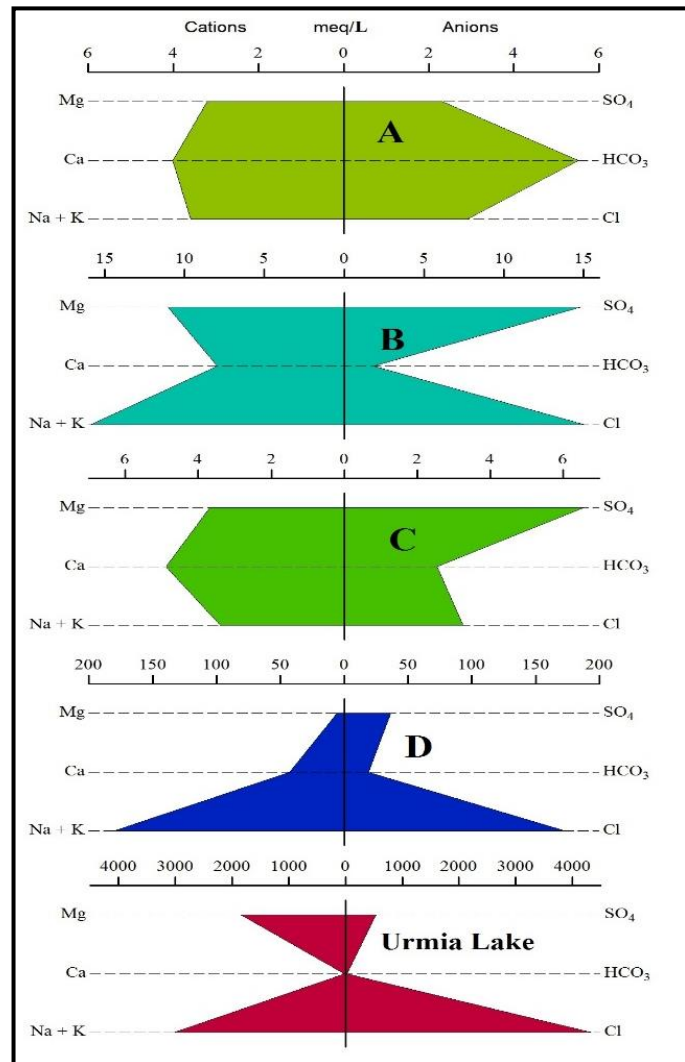 Cations meq/L Anions
6 4 2 0 2 4 6
Mg SO₄
A
Ca HCO₃
Na + K Cl
15 10 5 0 5 10 15
Mg SO₄
B
Ca HCO₃
Na + K Cl
6 4 2 0 2 4 6
Mg SO₄
C
Ca HCO₃
Na + K Cl
200 150 100 50 0 50 100 150 200
Mg SO₄
D
Ca HCO₃
Na + K Cl
4000 3000 2000 1000 0 1000 2000 3000 4000
Mg SO₄
Urmia Lake
Ca HCO₃
Na + K Cl